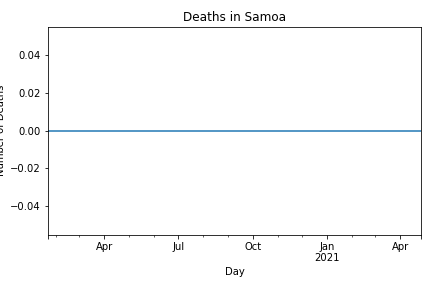 Deaths in Samoa
Number of Deaths
0.04
0.02
0.00
−0.02
−0.04
Apr
Jul
Oct
Jan
2021
Apr
Day